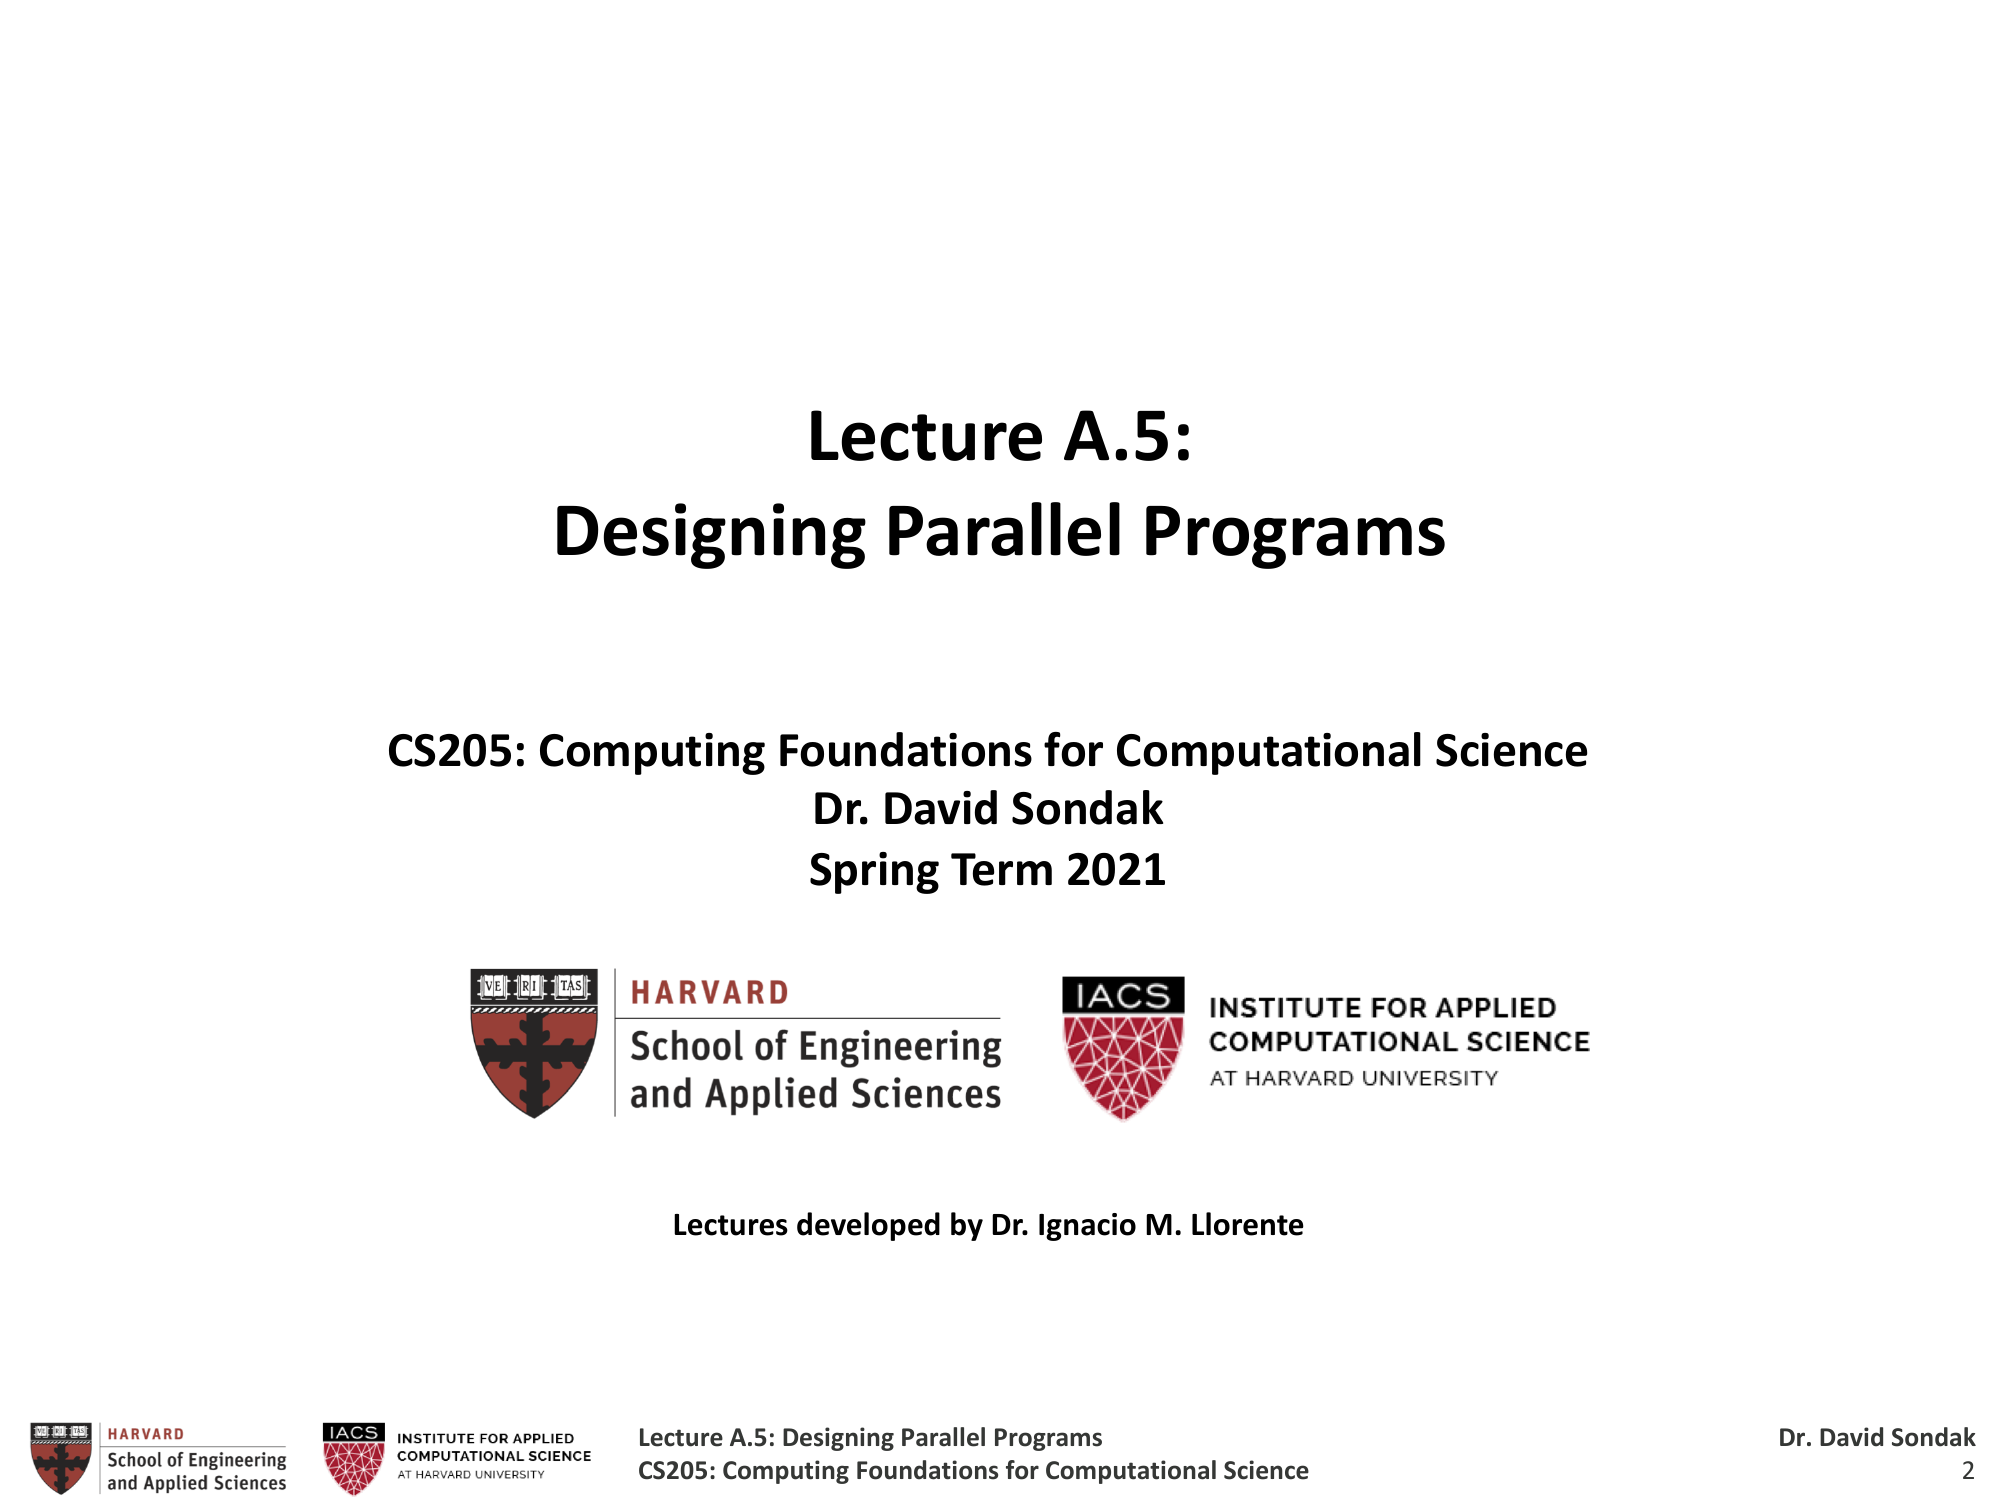 Lecture A.5:
Designing Parallel Programs
CS205: Computing Foundations for Computational Science
Dr. David Sondak
Spring Term 2021
VE RI TAS
HARVARD
School of Engineering
and Applied Sciences
IACS
INSTITUTE FOR APPLIED
COMPUTATIONAL SCIENCE
AT HARVARD UNIVERSITY
Lectures developed by Dr. Ignacio M. Llorente
HARVARD
School of Engineering
and Applied Sciences
IACS
INSTITUTE FOR APPLIED
COMPUTATIONAL SCIENCE
AT HARVARD UNIVERSITY
Lecture A.5: Designing Parallel Programs
CS205: Computing Foundations for Computational Science
Dr. David Sondak
2